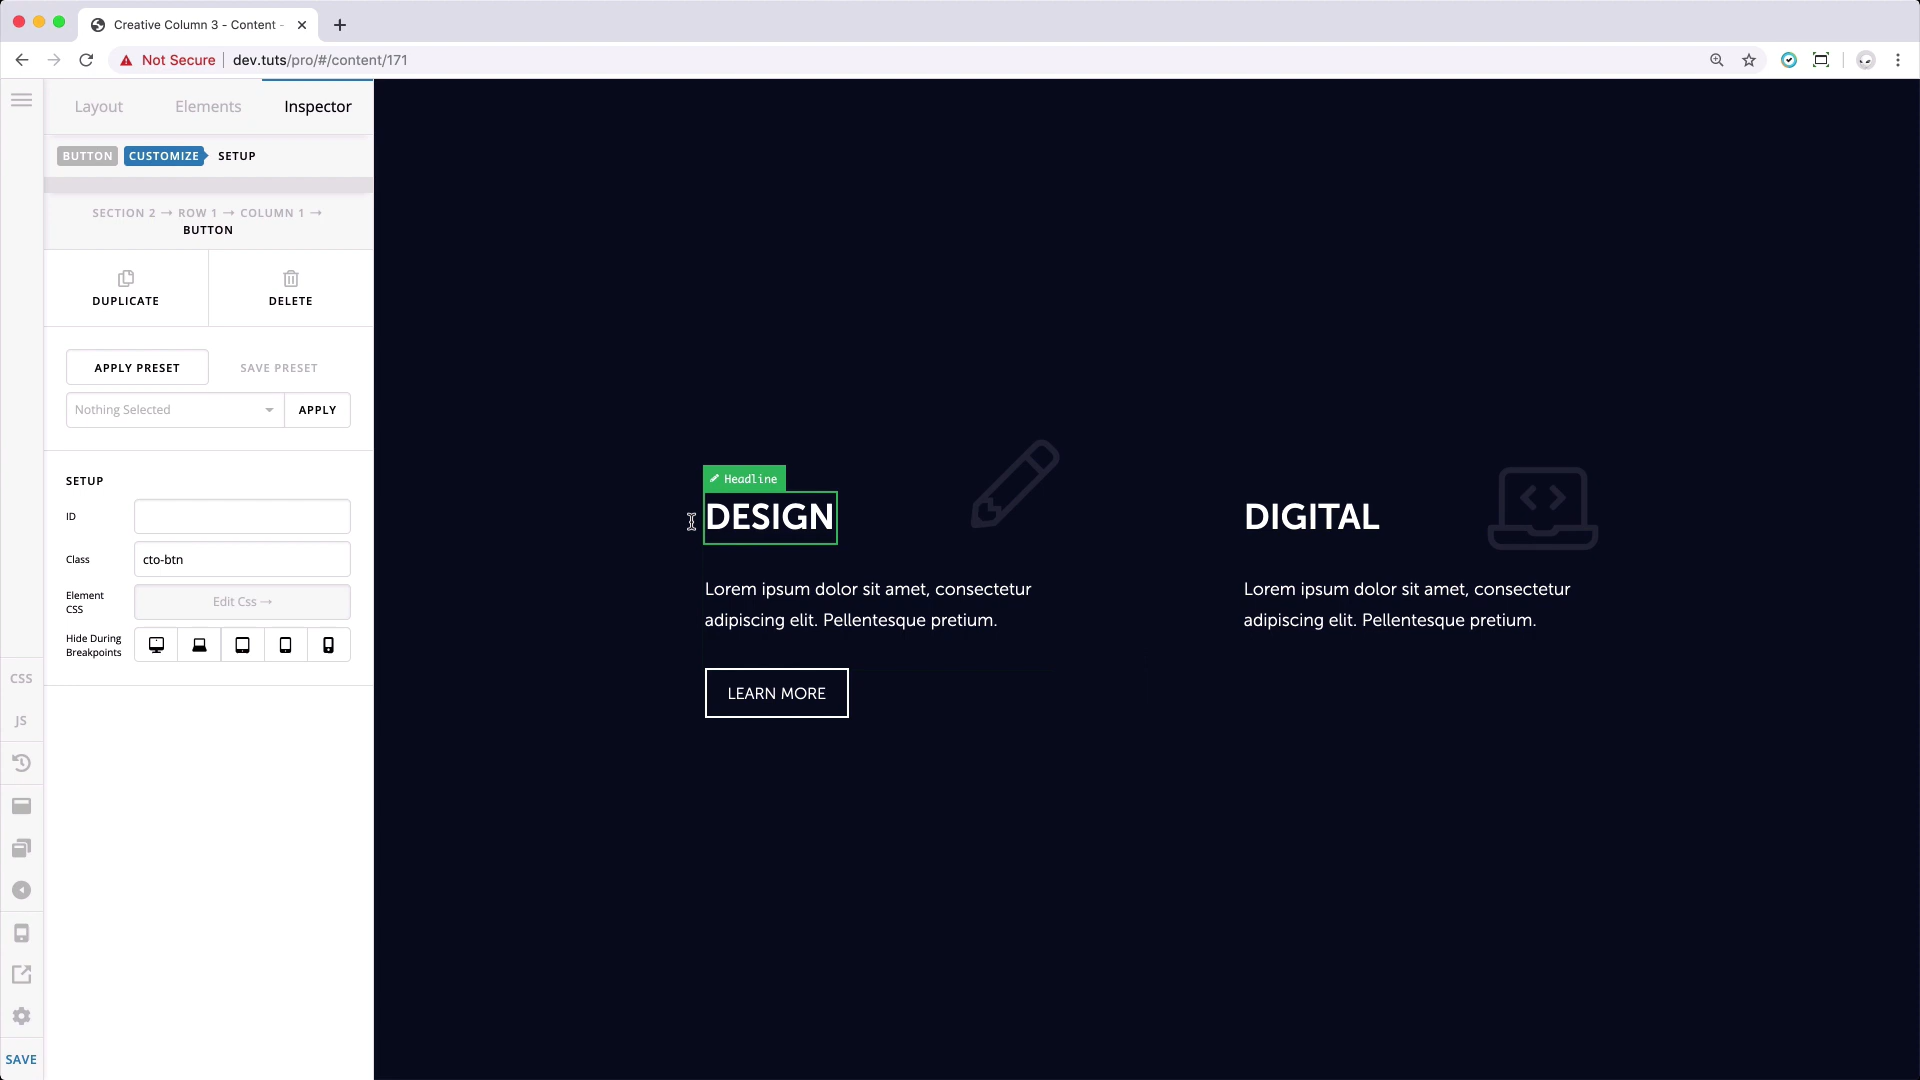 Creative Column 3 - Content -
Not Secure
dev.tuts/pro/#/content/171
Layout
Elements
Inspector
BUTTON
CUSTOMIZE
SETUP
SECTION 2 → ROW 1 → COLUMN 1 →
BUTTON
DUPLICATE
DELETE
APPLY PRESET
SAVE PRESET
Nothing Selected
APPLY
SETUP
ID
Class
cto-btn
Element
CSS
Edit Css →
Hide During
Breakpoints
CSS
JS
SAVE
Headline
DESIGN
Lorem ipsum dolor sit amet, consectetur
adipiscing elit. Pellentesque pretium.
LEARN MORE
DIGITAL
Lorem ipsum dolor sit amet, consectetur
adipiscing elit. Pellentesque pretium.